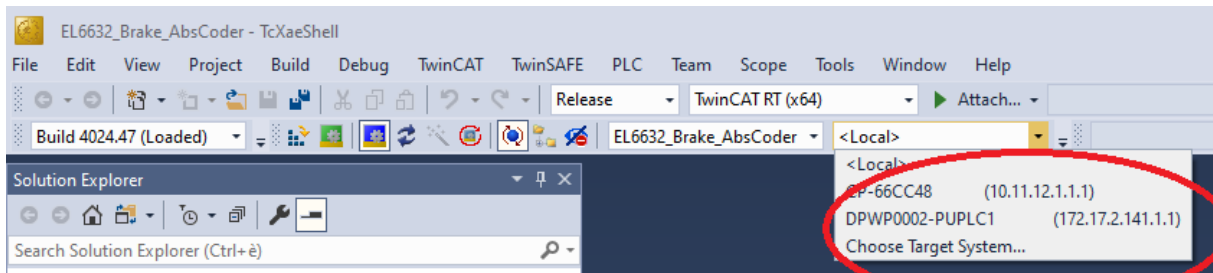 EL6632_Brake_AbsCoder - TcXaeShell
File Edit View Project Build Debug TwinCAT TwinSAFE PLC Team Scope Tools Window Help
Release TwinCAT RT (x64) Attach...
Build 4024.47 (Loaded) EL6632_Brake_AbsCoder <Local>
<Local>
Solution Explorer
CP-66CC48 (10.11.12.1.1.1)
DPWP0002-PUPLC1 (172.17.2.141.1.1)
Search Solution Explorer (Ctrl+è) Choose Target System...